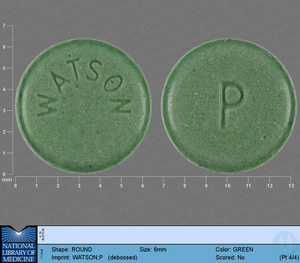 WATSON
P
7
6
5
4
3
2
1
0
mm
0 1 2 3 4 5 6 7 8 9 10 11 12 13
NATIONAL
LIBRARY OF
MEDICINE
Shape: ROUND Size: 6mm Color: GREEN
Imprint: WATSON;P (debossed) Scored: No (Pt 4/4)